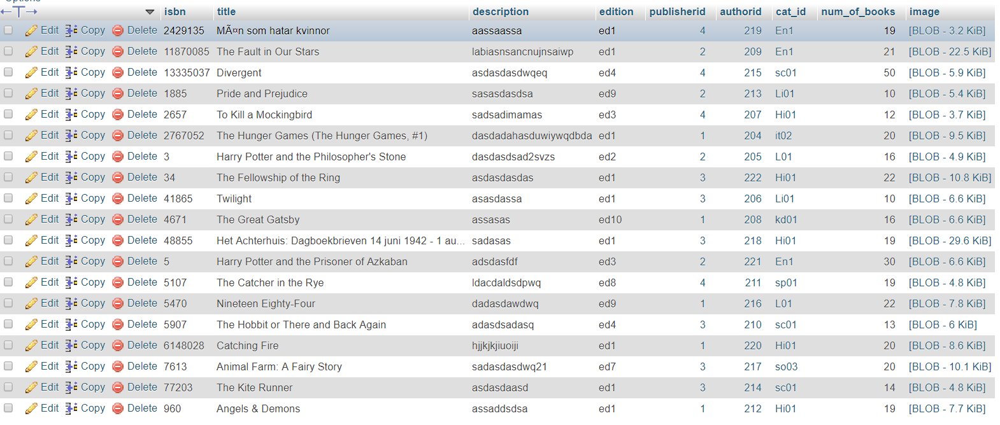 isbn title description edition publisherid authorid cat_id num_of_books image
Edit Copy Delete 2429135 MÃ¤n som hatar kvinnor aassaassa ed1 4 219 En1 19 [BLOB - 3.2 KiB]
Edit Copy Delete 11870085 The Fault in Our Stars labiasnsancnujnsaiwp ed1 2 209 En1 21 [BLOB - 22.5 KiB]
Edit Copy Delete 13335037 Divergent asdasdasdwqeq ed4 4 215 sc01 50 [BLOB - 5.9 KiB]
Edit Copy Delete 1885 Pride and Prejudice sasasdasdsa ed9 2 213 Li01 10 [BLOB - 5.4 KiB]
Edit Copy Delete 2657 To Kill a Mockingbird sadsadimamas ed3 4 207 Hi01 12 [BLOB - 3.7 KiB]
Edit Copy Delete 2767052 The Hunger Games (The Hunger Games, #1) dasdadahasduwiywqdbda ed1 1 204 it02 20 [BLOB - 9.5 KiB]
Edit Copy Delete 3 Harry Potter and the Philosopher's Stone dasdasdsad2svzs ed2 2 205 L01 16 [BLOB - 4.9 KiB]
Edit Copy Delete 34 The Fellowship of the Ring asdasdasdas ed1 3 222 Hi01 22 [BLOB - 10.8 KiB]
Edit Copy Delete 41865 Twilight asasdassa ed1 3 206 Li01 10 [BLOB - 6.6 KiB]
Edit Copy Delete 4671 The Great Gatsby assasas ed10 1 208 kd01 16 [BLOB - 6.6 KiB]
Edit Copy Delete 48855 Het Achterhuis: Dagboekbrieven 14 juni 1942 - 1 au... sadasas ed1 3 218 Hi01 19 [BLOB - 29.6 KiB]
Edit Copy Delete 5 Harry Potter and the Prisoner of Azkaban adsdasfdf ed3 2 221 En1 30 [BLOB - 6.6 KiB]
Edit Copy Delete 5107 The Catcher in the Rye ldacdaldsdpwq ed8 4 211 sp01 19 [BLOB - 4.8 KiB]
Edit Copy Delete 5470 Nineteen Eighty-Four dadasdawdwq ed9 1 216 L01 22 [BLOB - 7.8 KiB]
Edit Copy Delete 5907 The Hobbit or There and Back Again adasdsadasq ed4 3 210 sc01 13 [BLOB - 6 KiB]
Edit Copy Delete 6148028 Catching Fire hjjkjkjiuoiji ed1 1 220 Hi01 20 [BLOB - 8.6 KiB]
Edit Copy Delete 7613 Animal Farm: A Fairy Story sadasdasdwq21 ed7 3 217 so03 20 [BLOB - 10.1 KiB]
Edit Copy Delete 77203 The Kite Runner asdasdaasd ed1 3 214 sc01 14 [BLOB - 4.8 KiB]
Edit Copy Delete 960 Angels & Demons assaddsdsa ed1 1 212 Hi01 19 [BLOB - 7.7 KiB]